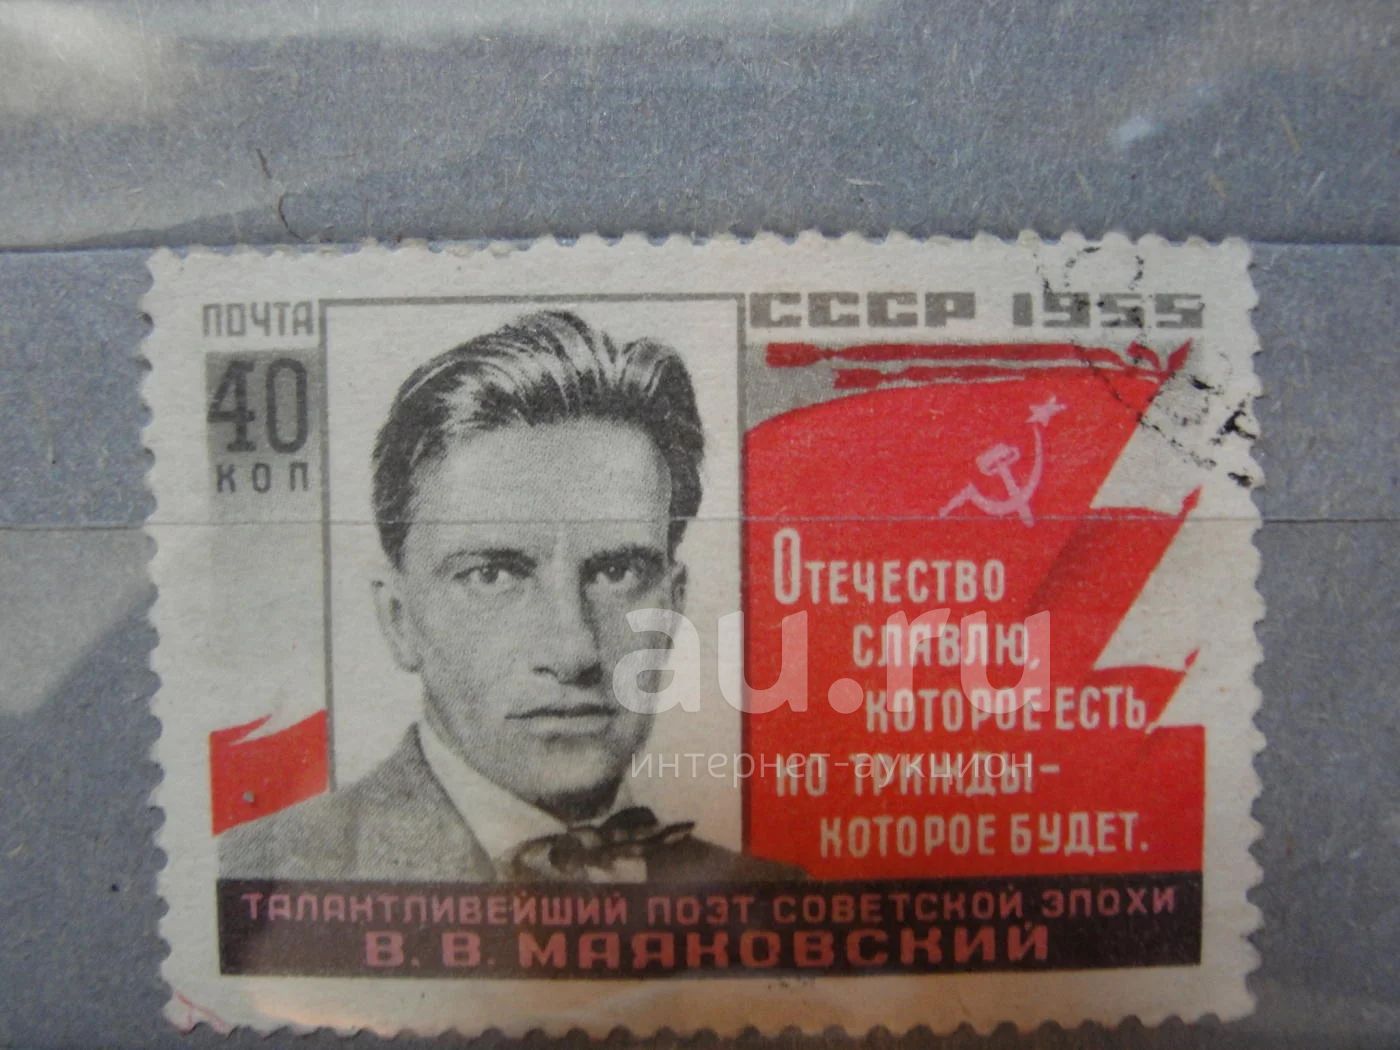 ПОЧТА
40
КОП
СССР 1955
ОТЕЧЕСТВО
СЛАВЛЮ,
КОТОРОЕ ЕСТЬ,
НО ТРИЖДЫ-
КОТОРОЕ БУДЕТ.
ТАЛАНТЛИВЕЙШИЙ ПОЭТ СОВЕТСКОЙ ЭПОХИ
В. В. МАЯКОВСКИЙ
au.ru
интернет-аукцион